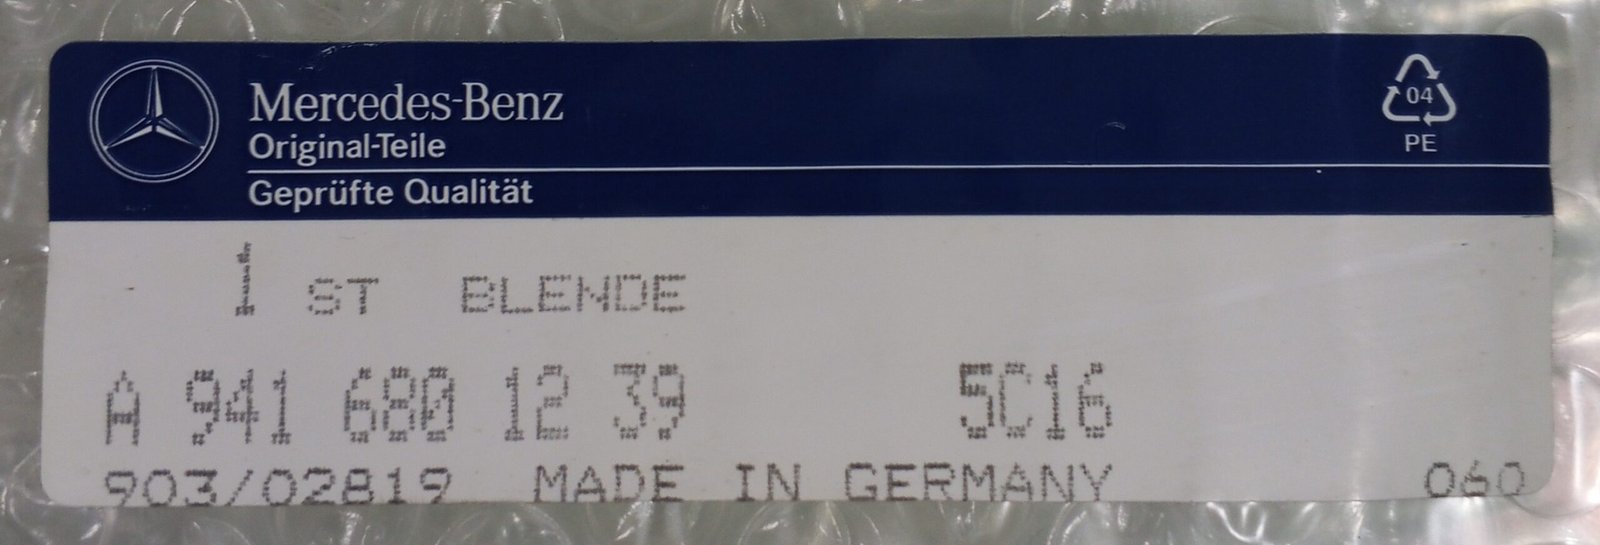 Mercedes-Benz
Original-Teile
Geprüfte Qualität
04
PE
1 ST BLENDE
A 941 680 12 39 5C16
903/02819 MADE IN GERMANY 060